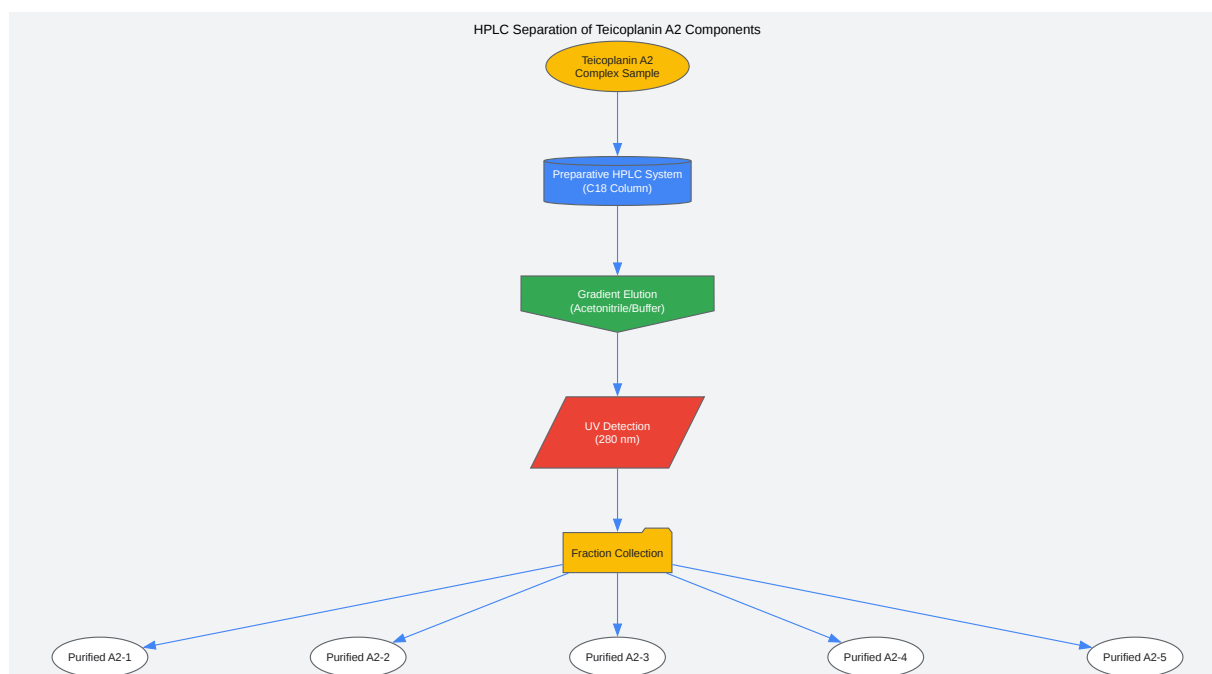 HPLC Separation of Teicoplanin A2 Components
Teicoplanin A2
Complex Sample
Preparative HPLC System
(C18 Column)
Gradient Elution
(Acetonitrile/Buffer)
UV Detection
(280 nm)
Fraction Collection
Purified A2-1
Purified A2-2
Purified A2-3
Purified A2-4
Purified A2-5